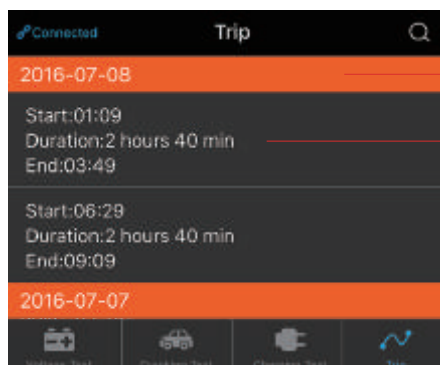 Connected
Trip
2016-07-08
Start:01:09
Duration:2 hours 40 min
End:03:49
Start:06:29
Duration:2 hours 40 min
End:09:09
2016-07-07